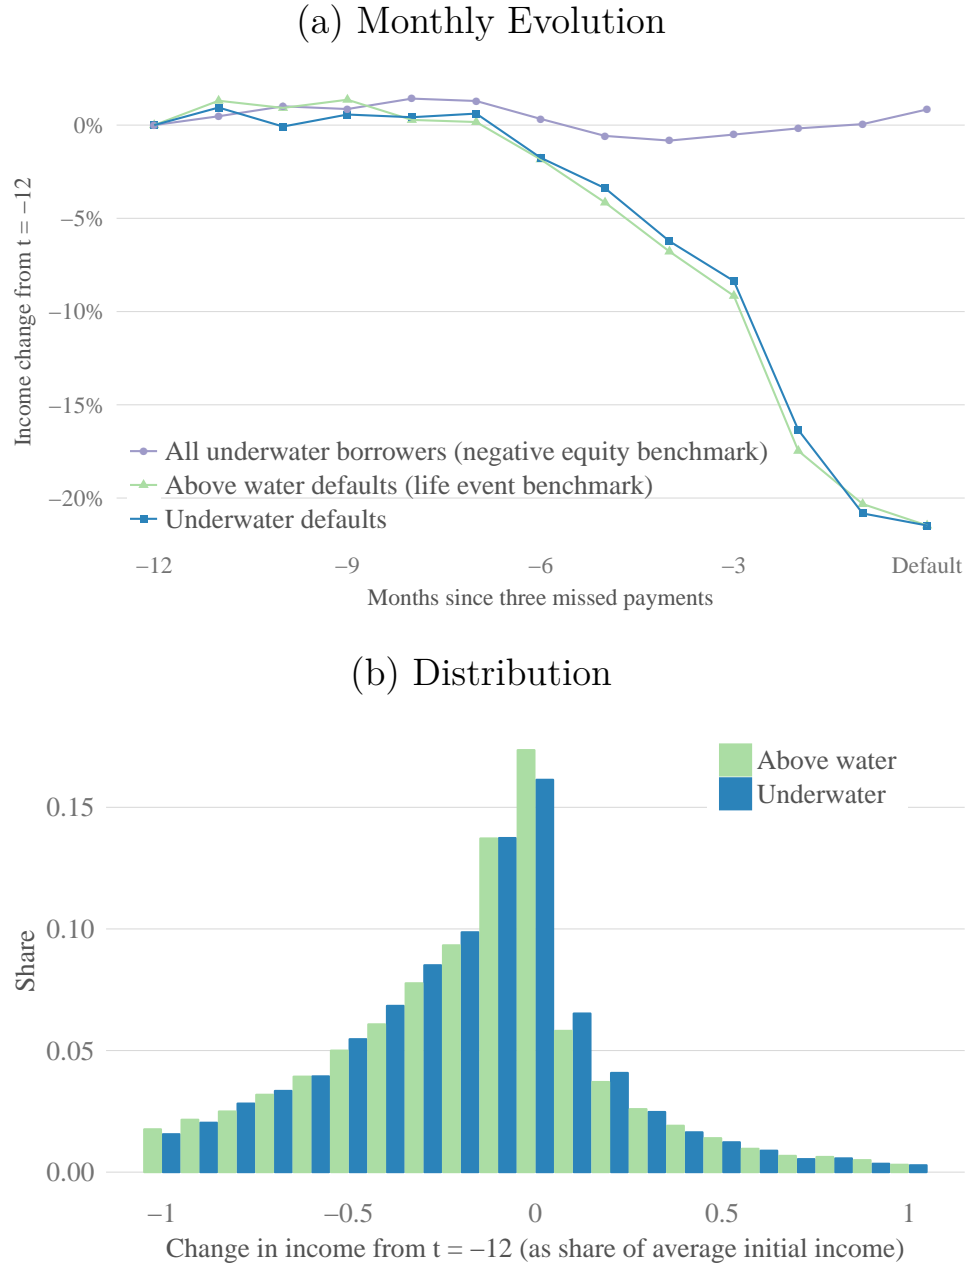 (a) Monthly Evolution
0%
−5%
−10%
−15%
−20%
Income change from t = −12
All underwater borrowers (negative equity benchmark)
Above water defaults (life event benchmark)
Underwater defaults
−12 −9 −6 −3 Default
Months since three missed payments
(b) Distribution
Above water
Underwater
0.15
0.10
0.05
0.00
Share
−1 −0.5 0 0.5 1
Change in income from t = −12 (as share of average initial income)